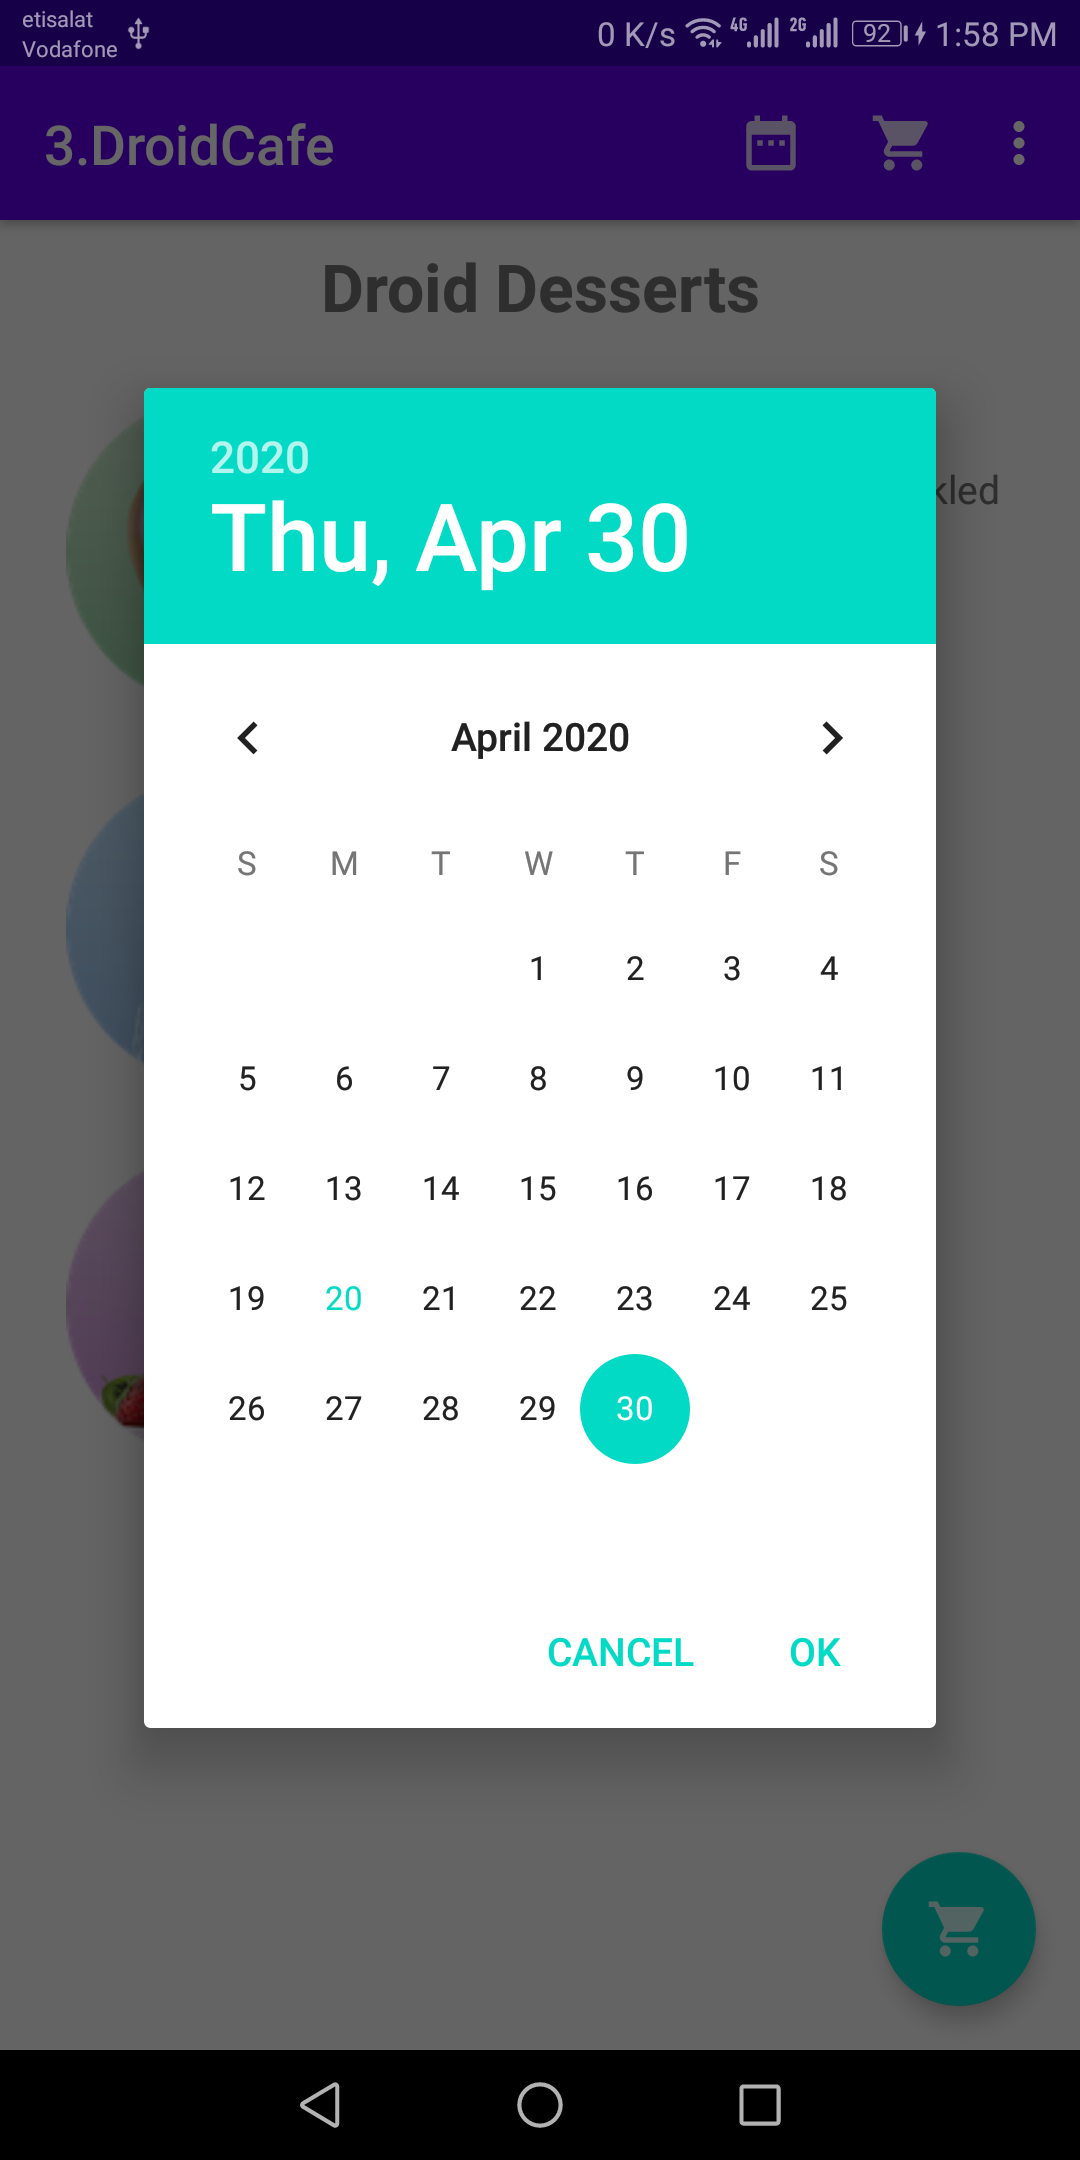 etisalat
Vodafone
0 K/s 4G 2G 92 1:58 PM
3.DroidCafe
Droid Desserts
kled
2020
Thu, Apr 30
April 2020
S M T W T F S
1 2 3 4
5 6 7 8 9 10 11
12 13 14 15 16 17 18
19 20 21 22 23 24 25
26 27 28 29 30
CANCEL OK